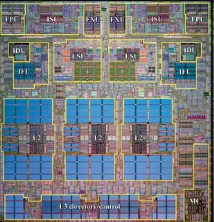 FPU ISU FXU FXU ISU FPU
IDU IDU
LSU LSU
IFU IFU
L2 L2 L2
L3 directory/control MC